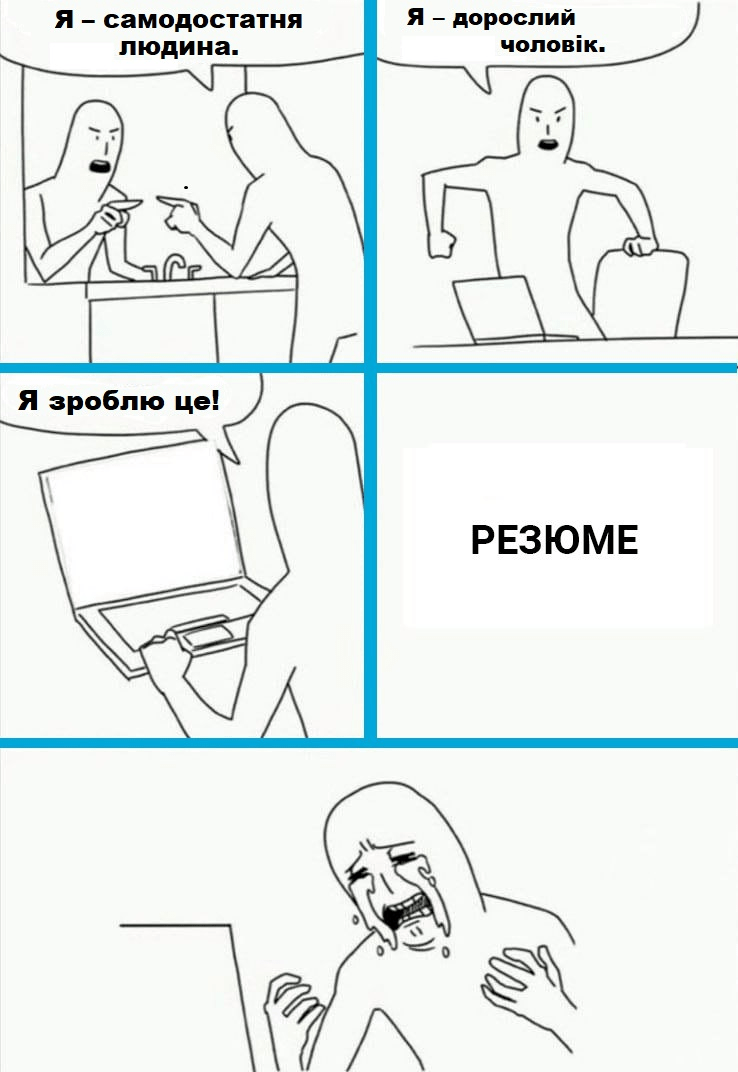 Я – самодостатня
людина.
Я – дорослий
чоловік.
Я зроблю це!
РЕЗЮМЕ